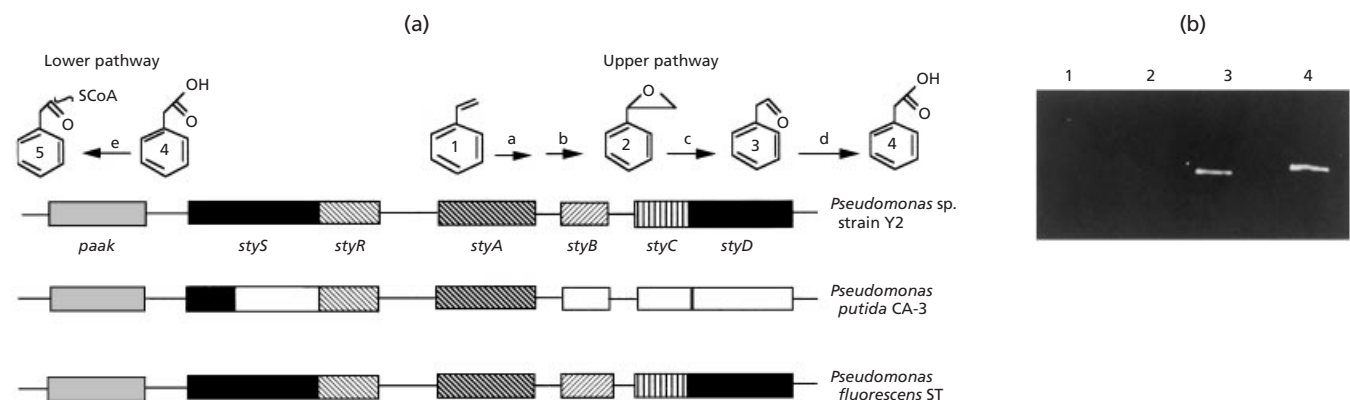 (a)
(b)
Lower pathway
Upper pathway
OH
SCoA
O
O
5
e
4
1
a
b
O
2
c
O
3
d
OH
O
4
1 2 3 4
Pseudomonas sp.
strain Y2
paak styS styR styA styB styC styD
Pseudomonas
putida CA-3
Pseudomonas
fluorescens ST